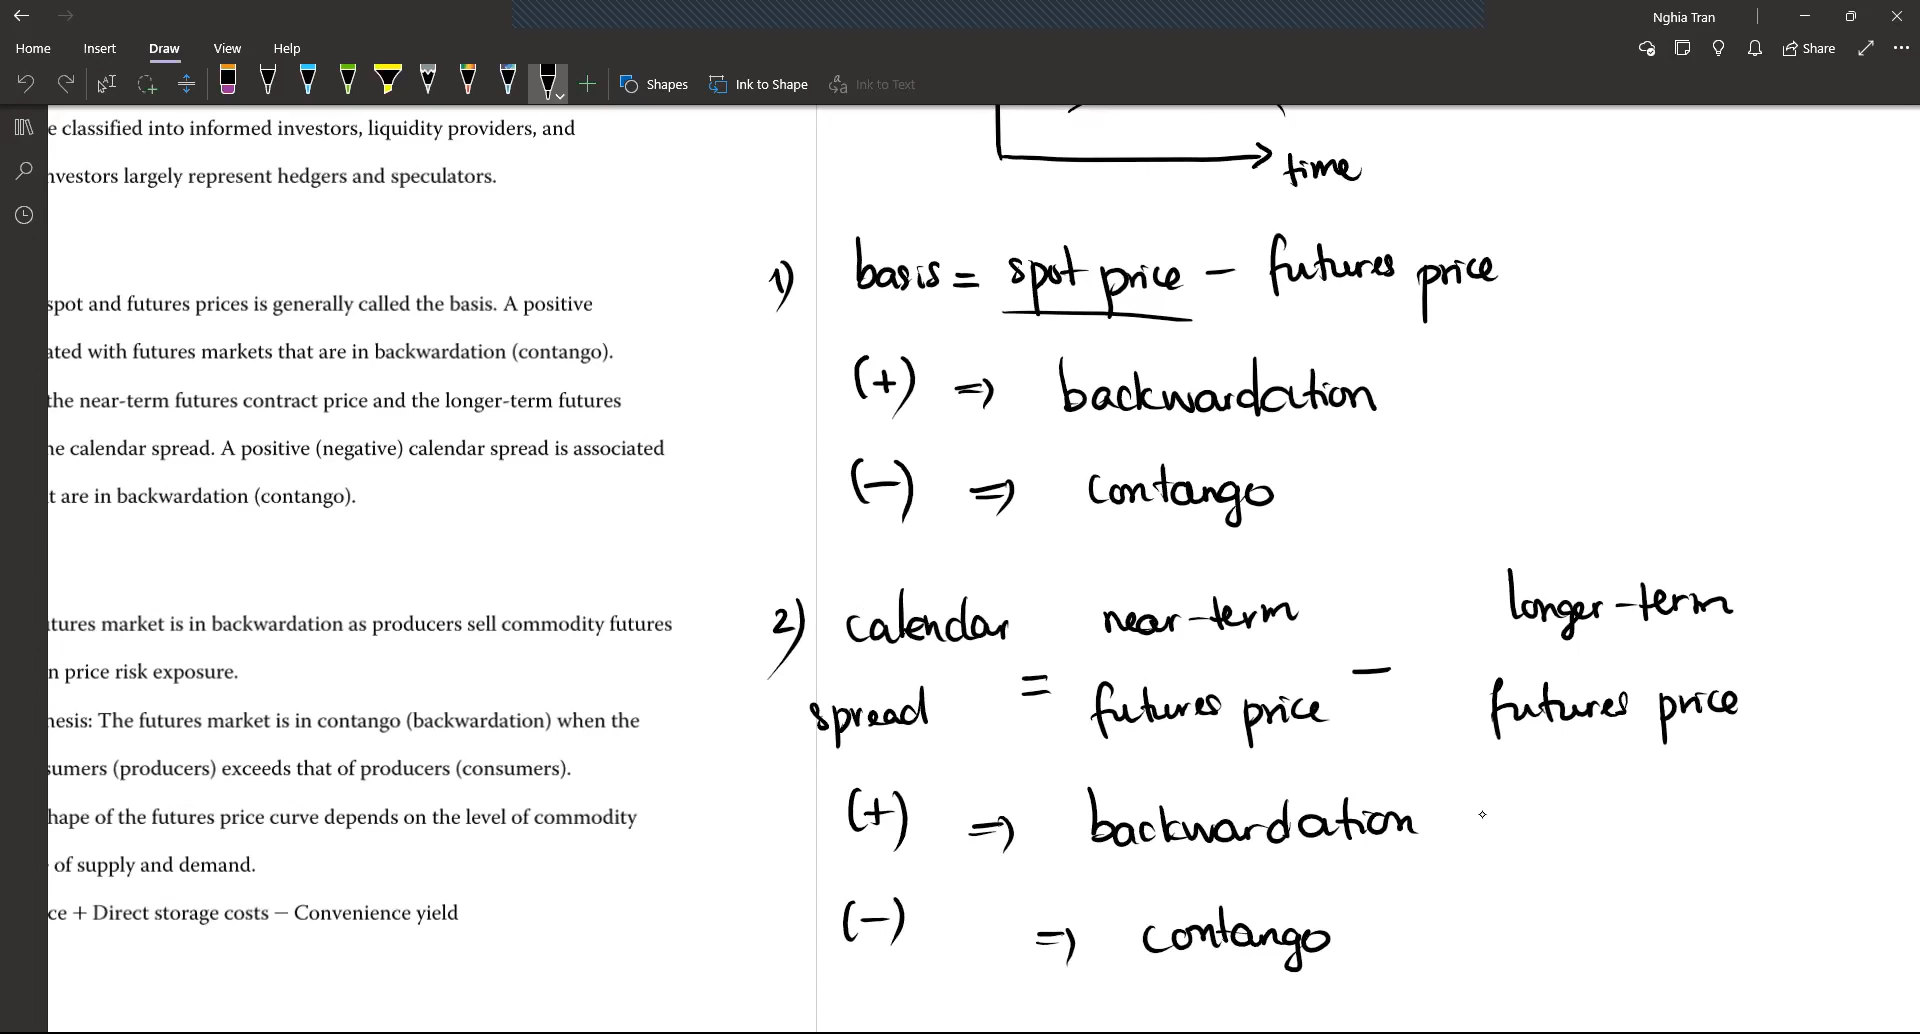 Nghia Tran
Home Insert Draw View Help
Share
Shapes Ink to Shape Ink to Text
e classified into informed investors, liquidity providers, and
nvestors largely represent hedgers and speculators.
spot and futures prices is generally called the basis. A positive
ated with futures markets that are in backwardation (contango).
the near-term futures contract price and the longer-term futures
he calendar spread. A positive (negative) calendar spread is associated
t are in backwardation (contango).
utures market is in backwardation as producers sell commodity futures
n price risk exposure.
hesis: The futures market is in contango (backwardation) when the
sumers (producers) exceeds that of producers (consumers).
hape of the futures price curve depends on the level of commodity
of supply and demand.
ce + Direct storage costs − Convenience yield
time
1) basis = spot price − futures price
(+) => backwardation
(−) => contango
2) calendar near-term longer-term
= −
spread futures price futures price
(+) => backwardation
(−) => contango